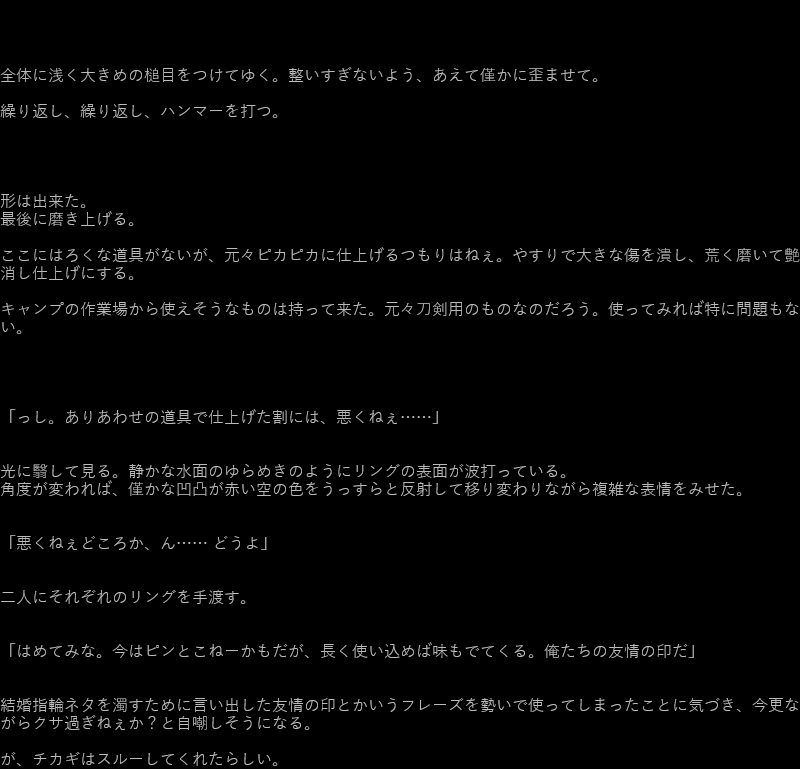 全体に浅く大きめの槌目をつけてゆく。整いすぎないよう、あえて僅かに歪ませて。
繰り返し、繰り返し、ハンマーを打つ。
形は出来た。
最後に磨き上げる。
ここにはろくな道具がないが、元々ピカピカに仕上げるつもりはねぇ。やすりで大きな傷を潰し、荒く磨いて艶
消し仕上げにする。
キャンプの作業場から使えそうなものは持って来た。元々刀剣用のものなのだろう。使ってみれば特に問題もな
い。
「っし。ありあわせの道具で仕上げた割には、悪くねぇ……」
光に翳して見る。静かな水面のゆらめきのようにリングの表面が波打っている。
角度が変われば、僅かな凹凸が赤い空の色をうっすらと反射して移り変わりながら複雑な表情をみせた。
「悪くねぇどころか、ん…… どうよ」
二人にそれぞれのリングを手渡す。
「はめてみな。今はピンとこねーかもだが、長く使い込めば味もでてくる。俺たちの友情の印だ」
結婚指輪ネタを濁すために言い出した友情の印とかいうフレーズを勢いで使ってしまったことに気づき、今更な
がらクサ過ぎねぇか？と自嘲しそうになる。
が、チカギはスルーしてくれたらしい。